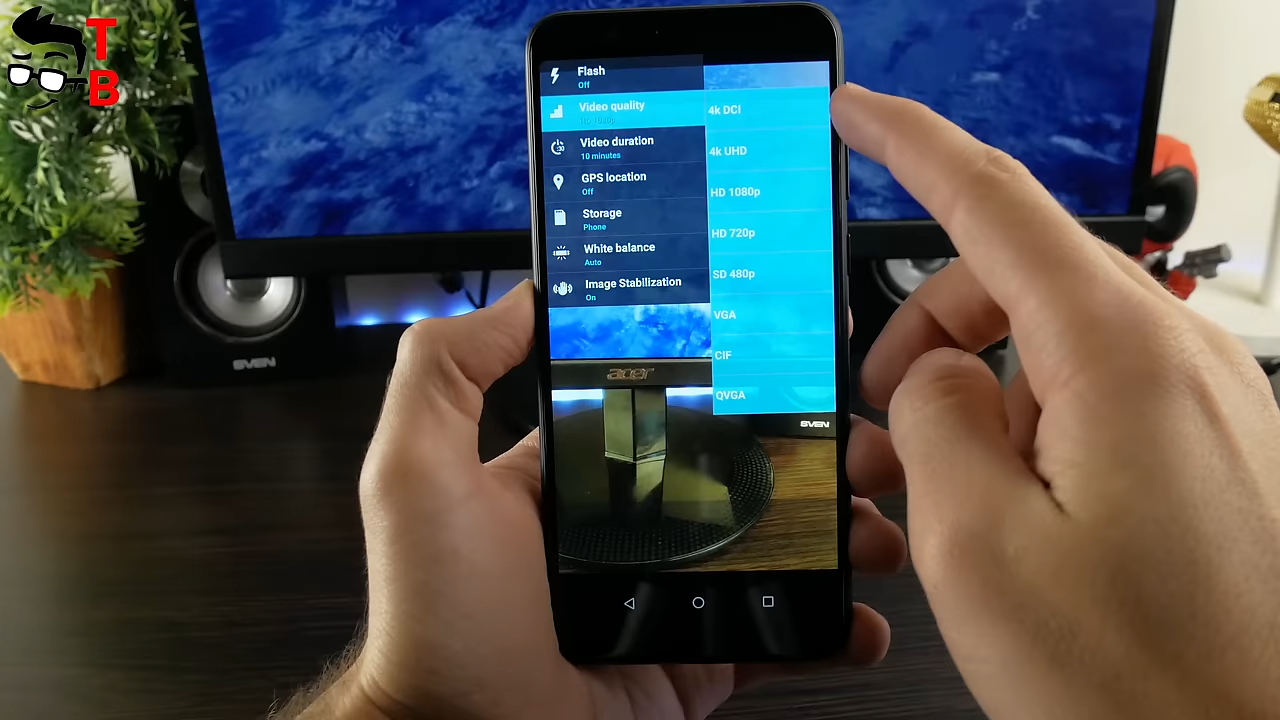 T
B
Flash
Off
Video quality
Video duration
10 minutes
GPS location
Off
Storage
Phone
White balance
Auto
Image Stabilization
On
4k DCI
4k UHD
HD 1080p
HD 720p
SD 480p
VGA
CIF
QVGA
acer
SVEN
SVEN